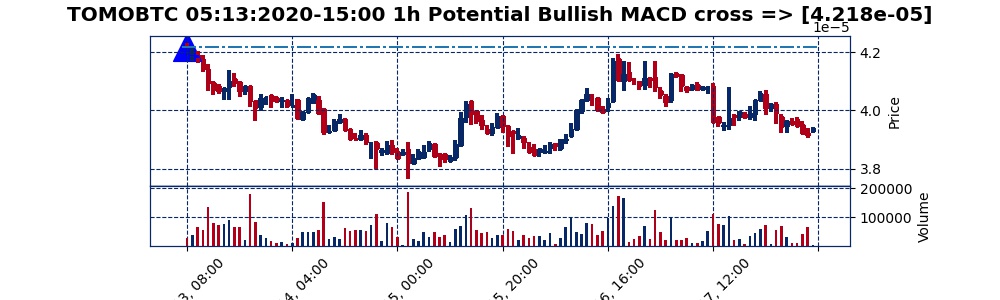 TOMOBTC 05:13:2020-15:00 1h Potential Bullish MACD cross => [4.218e-05]
1e−5
4.2
4.0
3.8
Price
200000
100000
Volume
3, 08:00
4, 04:00
5, 00:00
5, 20:00
6, 16:00
7, 12:00